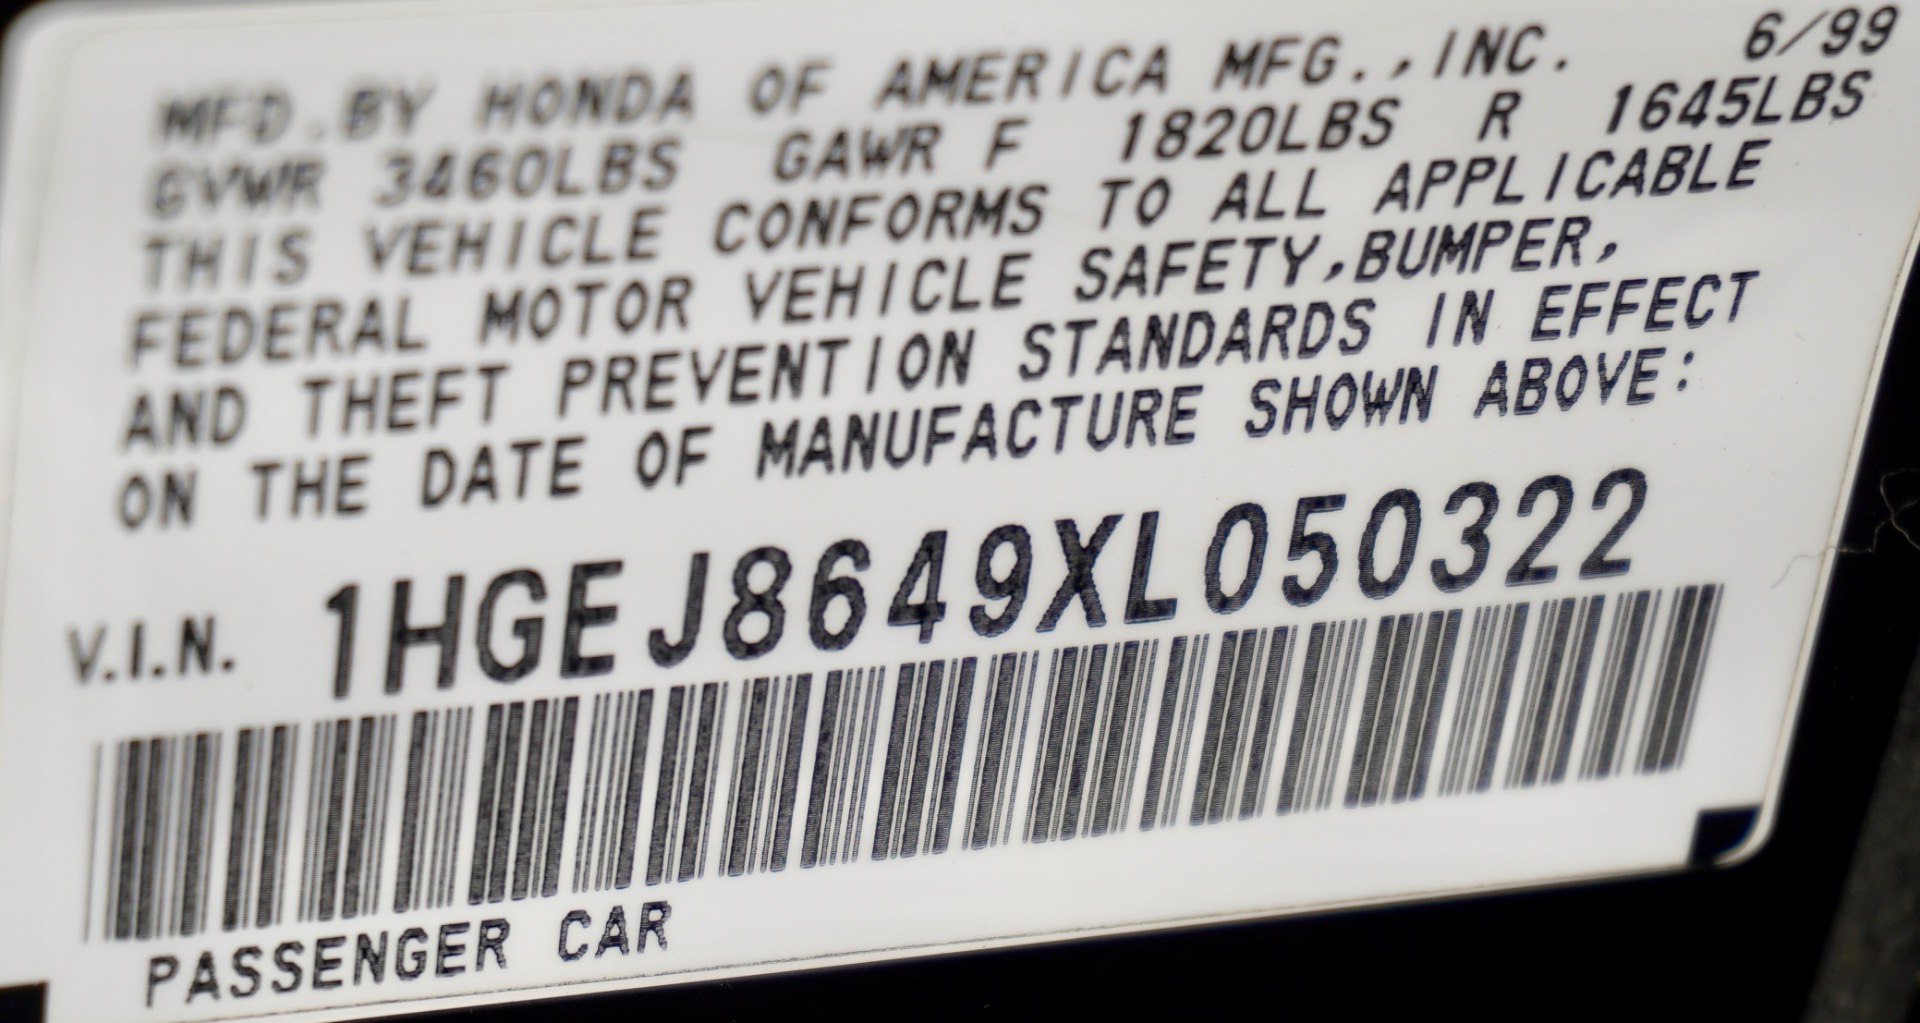 MFD.BY HONDA OF AMERICA MFG.,INC. 6/99
GVWR 3460LBS GAWR F 1820LBS R 1645LBS
THIS VEHICLE CONFORMS TO ALL APPLICABLE
FEDERAL MOTOR VEHICLE SAFETY,BUMPER,
AND THEFT PREVENTION STANDARDS IN EFFECT
ON THE DATE OF MANUFACTURE SHOWN ABOVE:
V.I.N. 1HGEJ8649XL050322
PASSENGER CAR